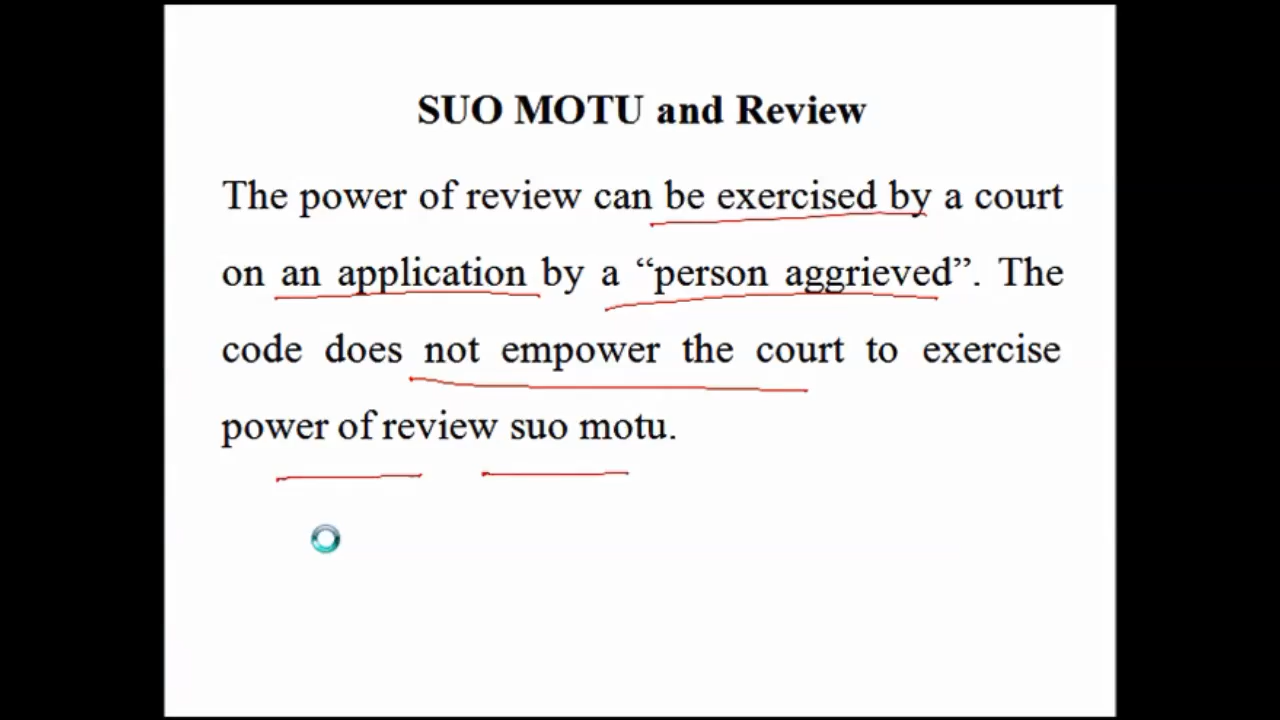 SUO MOTU and Review
The power of review can be exercised by a court
on an application by a “person aggrieved”. The
code does not empower the court to exercise
power of review suo motu.